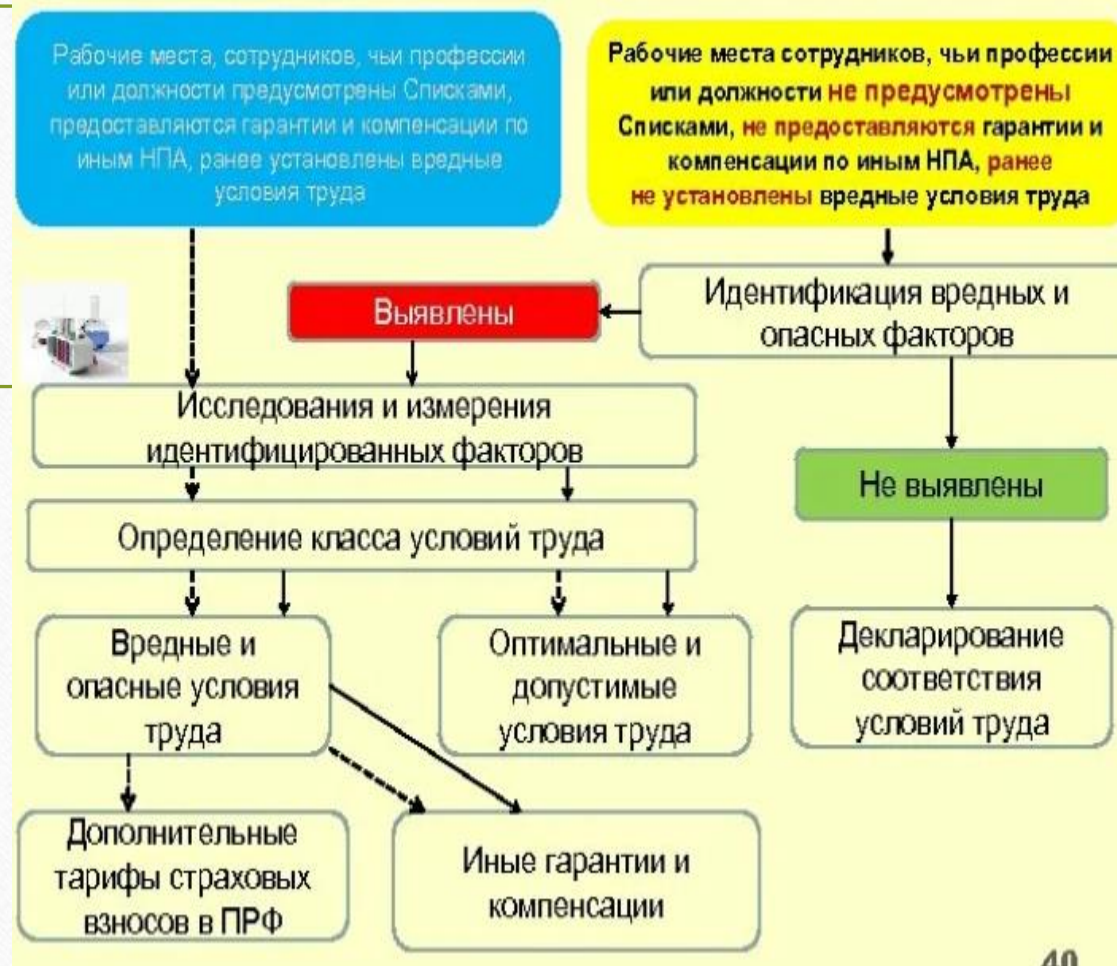 Рабочие места, сотрудников, чьи профессии
или должности предусмотрены Списками,
предоставляются гарантии и компенсации по
иным НПА, ранее установлены вредные
условия труда
Рабочие места сотрудников, чьи профессии
или должности не предусмотрены
Списками, не предоставляются гарантии и
компенсации по иным НПА, ранее
не установлены вредные условия труда
Выявлены
Идентификация вредных и
опасных факторов
Исследования и измерения
идентифицированных факторов
Не выявлены
Определение класса условий труда
Вредные и
опасные условия
труда
Оптимальные и
допустимые
условия труда
Декларирование
соответствия
условий труда
Дополнительные
тарифы страховых
взносов в ПРФ
Иные гарантии и
компенсации